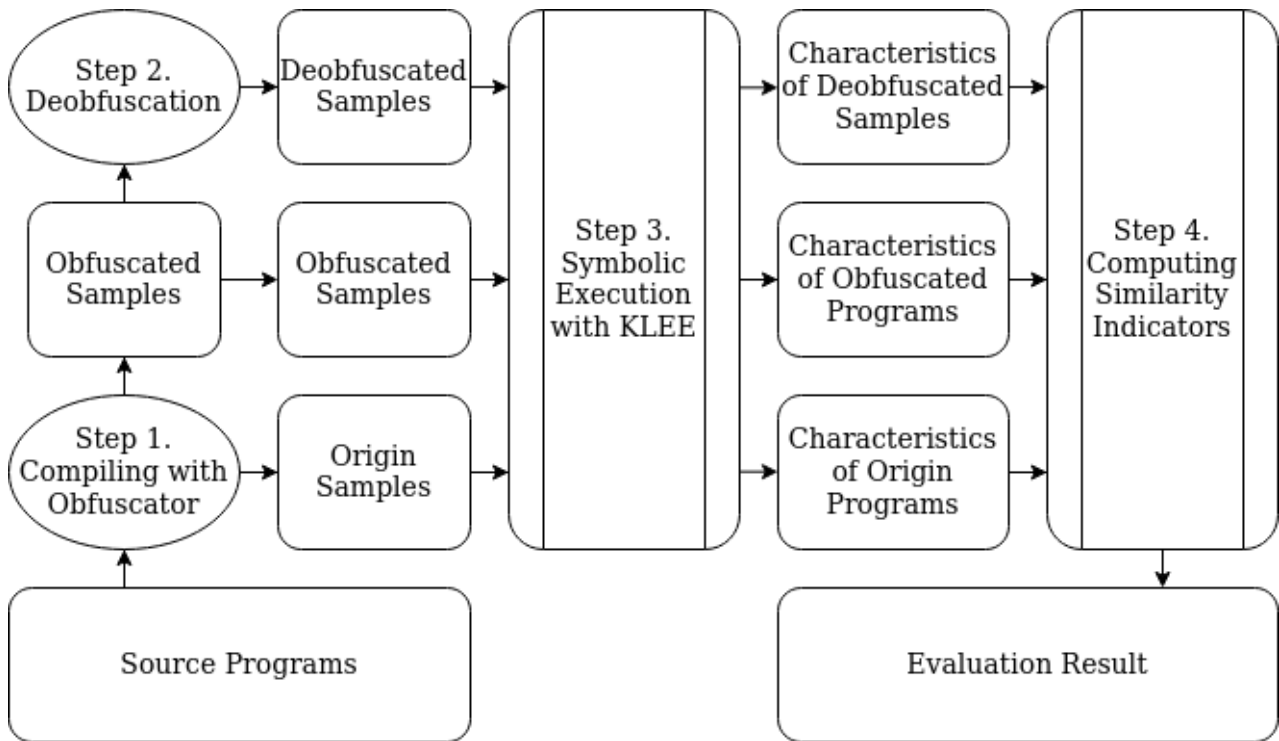 Step 2.
Deobfuscation
Deobfuscated
Samples
Characteristics
of Deobfuscated
Samples
Obfuscated
Samples
Obfuscated
Samples
Step 3.
Symbolic
Execution
with KLEE
Characteristics
of Obfuscated
Programs
Step 4.
Computing
Similarity
Indicators
Step 1.
Compiling with
Obfuscator
Origin
Samples
Characteristics
of Origin
Programs
Source Programs
Evaluation Result